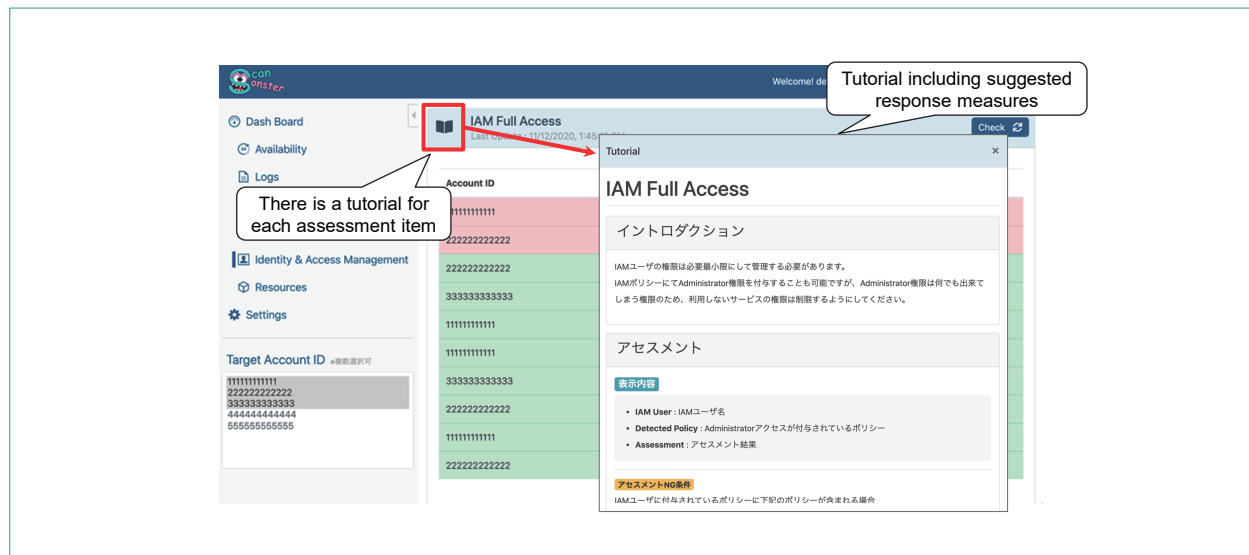 can
onster
Welcome! de
Tutorial including suggested
response measures
Dash Board
Availability
Logs
There is a tutorial for
each assessment item
Identity & Access Management
Resources
Settings
Target Account ID ※複数選択可
111111111111
222222222222
333333333333
444444444444
555555555555
IAM Full Access
Last Update : 11/12/2020, 1:45:
Check
Account ID
111111111111
222222222222
222222222222
333333333333
111111111111
111111111111
333333333333
222222222222
111111111111
222222222222
Tutorial
×
IAM Full Access
イントロダクション
IAMユーザの権限は必要最小限にして管理する必要があります。
IAMポリシーにてAdministrator権限を付与することも可能ですが、Administrator権限は何でも出来て
しまう権限のため、利用しないサービスの権限は制限するようにしてください。
アセスメント
表示内容
• IAM User : IAMユーザ名
• Detected Policy : Administratorアクセスが付与されているポリシー
• Assessment : アセスメント結果
アセスメントNG条件
IAMユーザに付与されているポリシーに下記のポリシーが含まれる場合